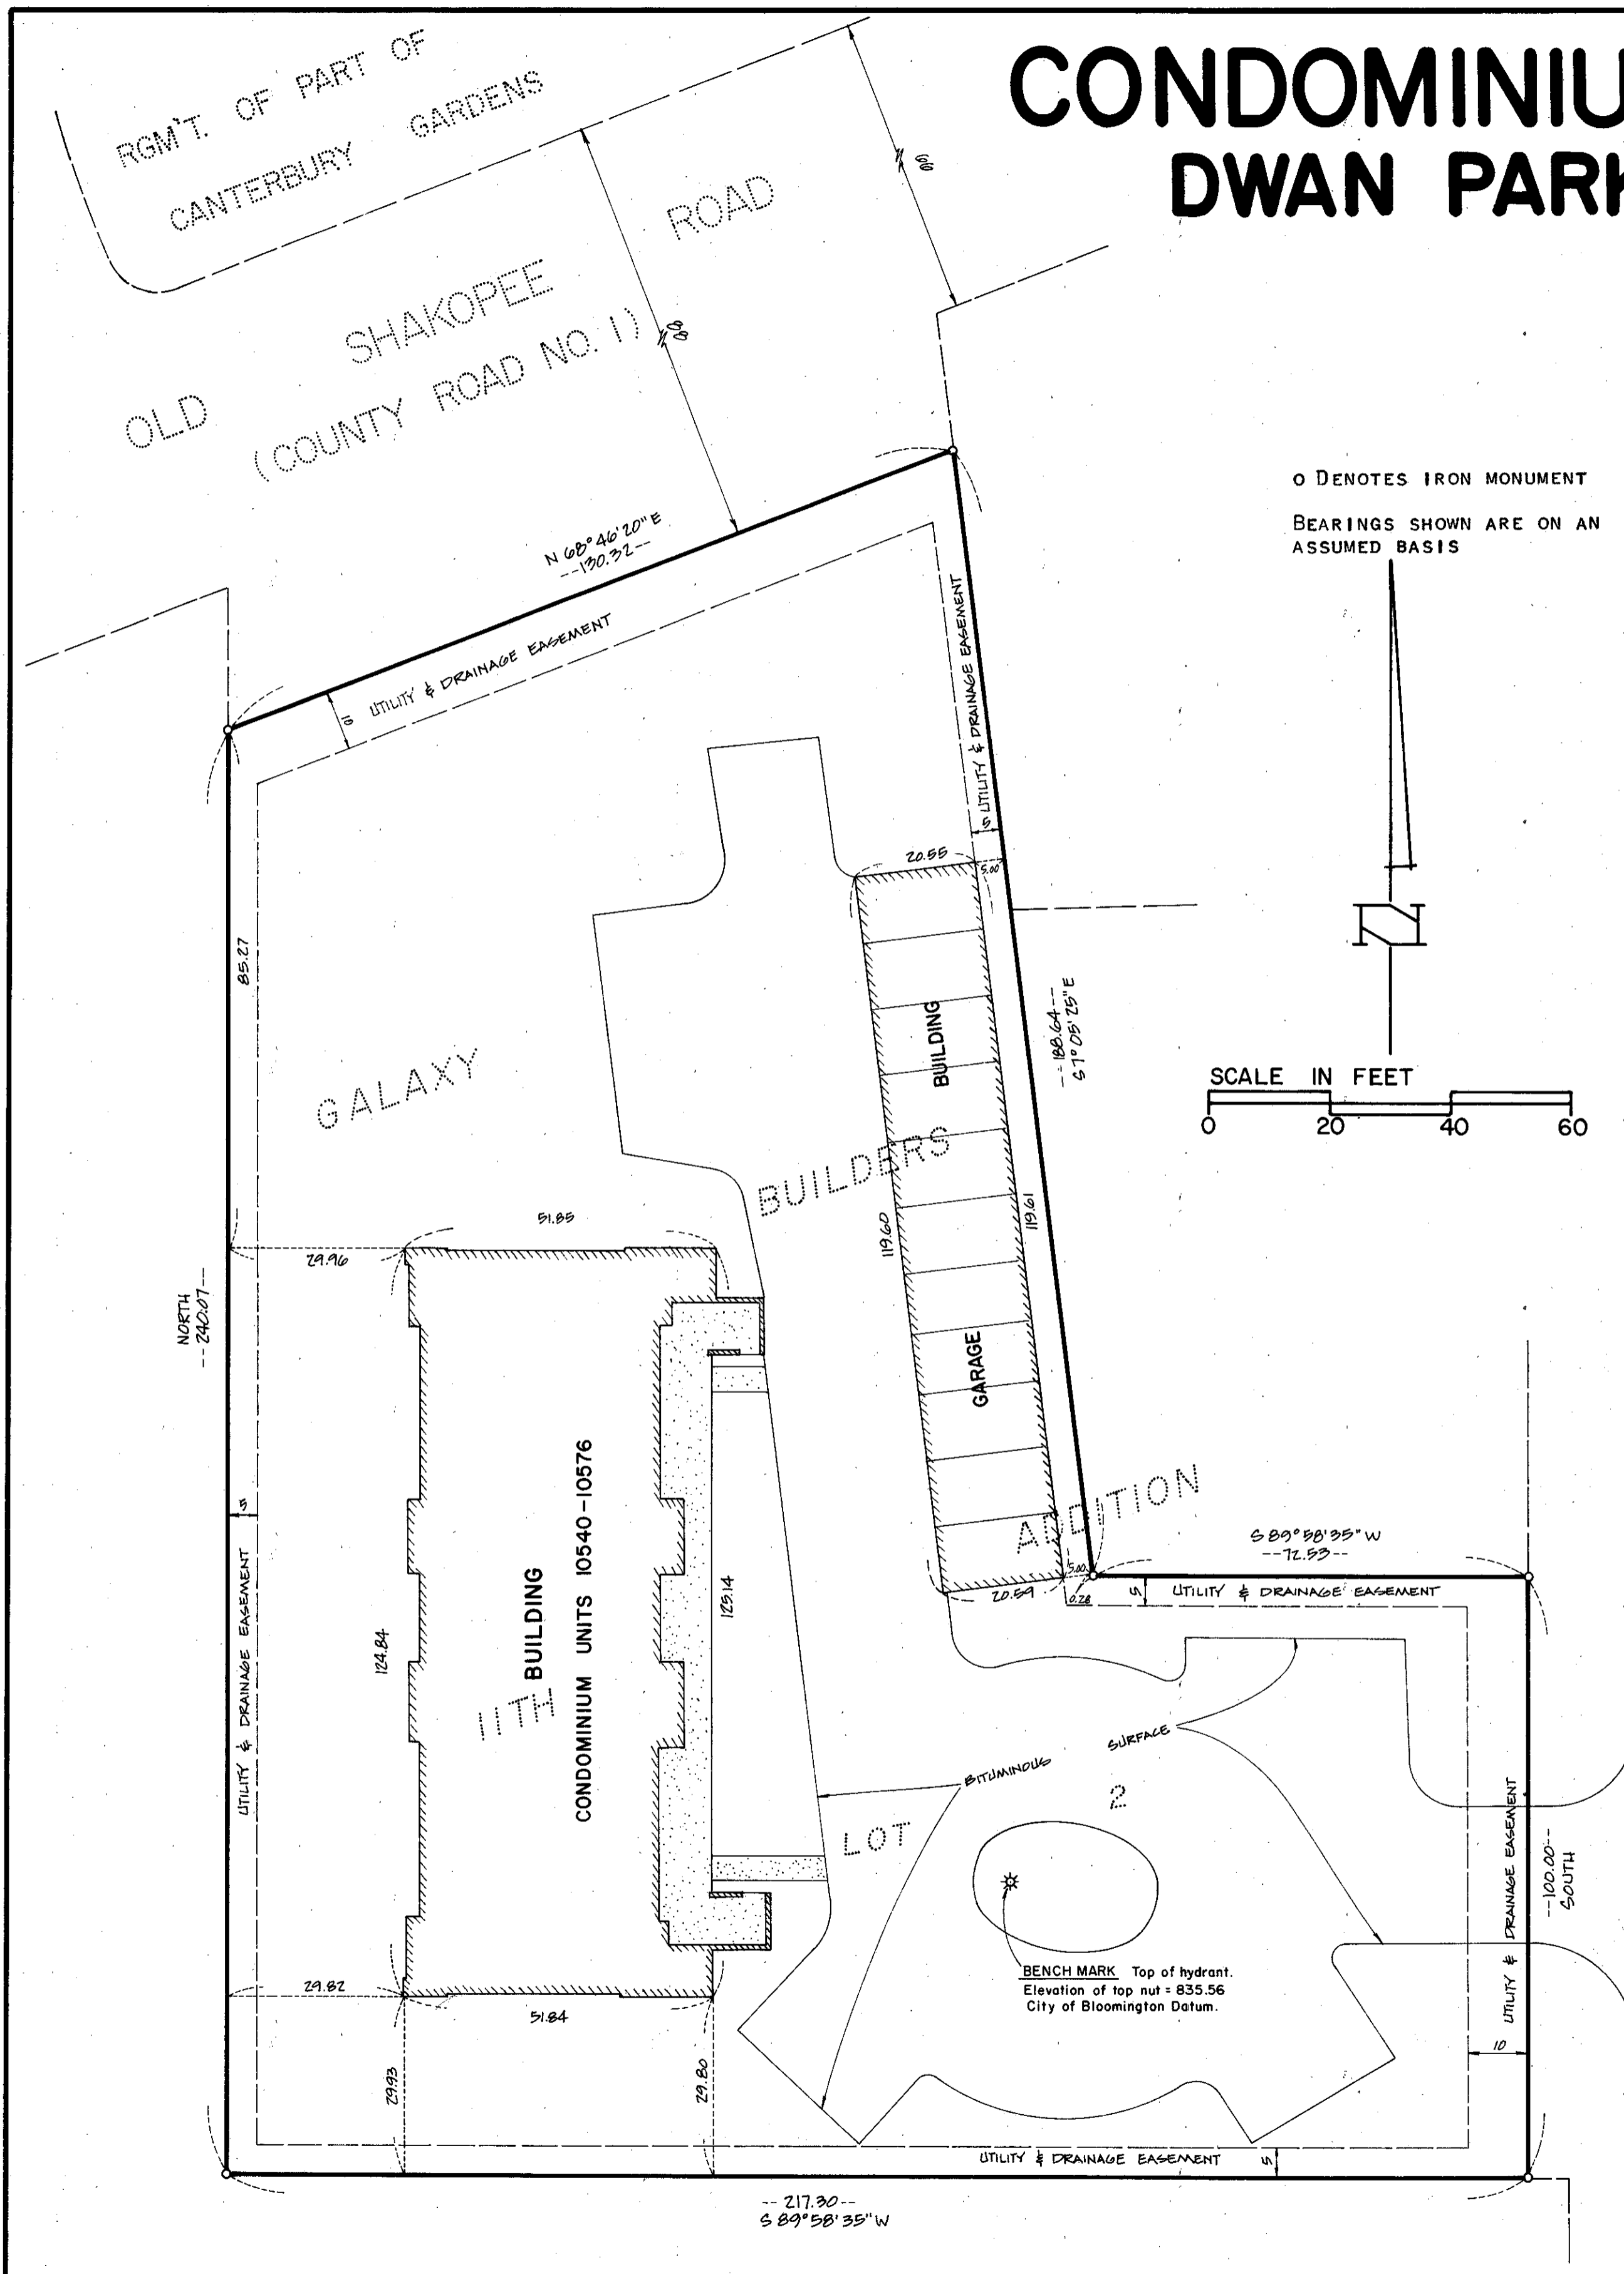 CONDOMINIU
DWAN PARK
RGM'T. OF PART OF
CANTERBURY GARDENS
OLD SHAKOPEE ROAD
(COUNTY ROAD NO. 1)
66
O DENOTES IRON MONUMENT
BEARINGS SHOWN ARE ON AN
ASSUMED BASIS
N
SCALE IN FEET
0 20 40 60
N 68°46'20"E
--130.32--
UTILITY & DRAINAGE EASEMENT
10
UTILITY & DRAINAGE EASEMENT
5
20.55
5.00
85.27
--188.64--
S 7°05'25"E
GALAXY
BUILDERS
BUILDING
GARAGE
119.60
119.61
51.85
29.96
NORTH
--240.07--
5
UTILITY & DRAINAGE EASEMENT
124.84
BUILDING
CONDOMINIUM UNITS 10540-10576
11TH
125.14
ADDITION
20.59
5.00
0.28
S 89°58'35"W
--72.53--
5
UTILITY & DRAINAGE EASEMENT
BITUMINOUS SURFACE
LOT 2
BENCH MARK Top of hydrant.
Elevation of top nut = 835.56
City of Bloomington Datum.
UTILITY & DRAINAGE EASEMENT
10
--100.00--
SOUTH
29.82
51.84
29.93
29.80
UTILITY & DRAINAGE EASEMENT
5
--217.30--
S 89°58'35"W